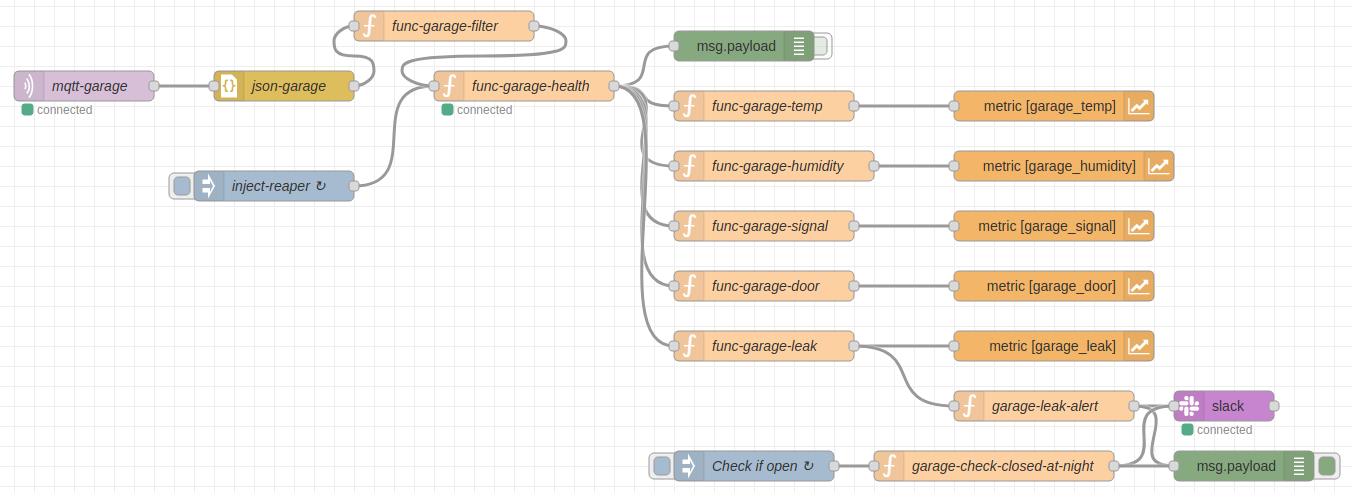 func-garage-filter
msg.payload
mqtt-garage
json-garage
func-garage-health
connected
connected
func-garage-temp
metric [garage_temp]
func-garage-humidity
metric [garage_humidity]
inject-reaper ↻
func-garage-signal
metric [garage_signal]
func-garage-door
metric [garage_door]
func-garage-leak
metric [garage_leak]
garage-leak-alert
slack
connected
Check if open ↻
garage-check-closed-at-night
msg.payload